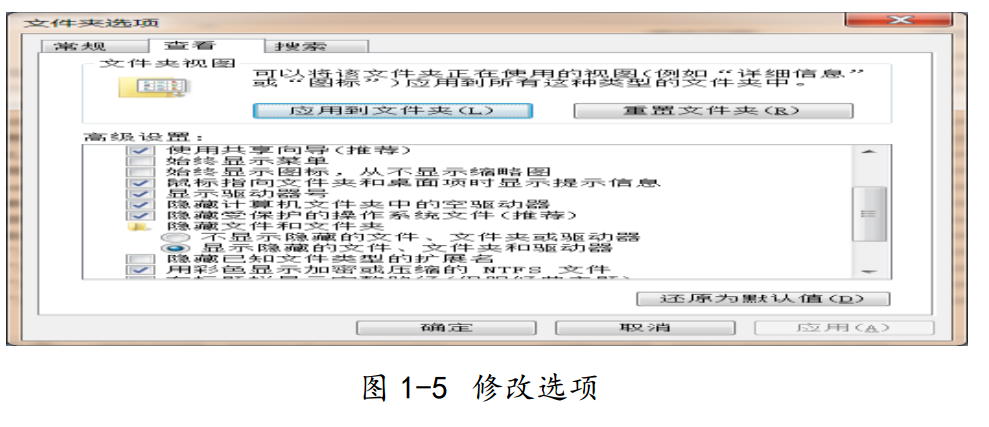 文件夹选项
常规 查看 搜索
文件夹视图
可以将该文件夹正在使用的视图(例如“详细信息”
或“图标”)应用到所有这种类型的文件夹中。
应用到文件夹(L) 重置文件夹(R)
高级设置:
使用共享向导(推荐)
始终显示菜单
始终显示图标，从不显示缩略图
鼠标指向文件夹和桌面项时显示提示信息
显示驱动器号
隐藏计算机文件夹中的空驱动器
隐藏受保护的操作系统文件(推荐)
隐藏文件和文件夹
不显示隐藏的文件、文件夹或驱动器
显示隐藏的文件、文件夹和驱动器
隐藏已知文件类型的扩展名
用彩色显示加密或压缩的 NTFS 文件
还原为默认值(D)
确定 取消 应用(A)
图 1-5 修改选项